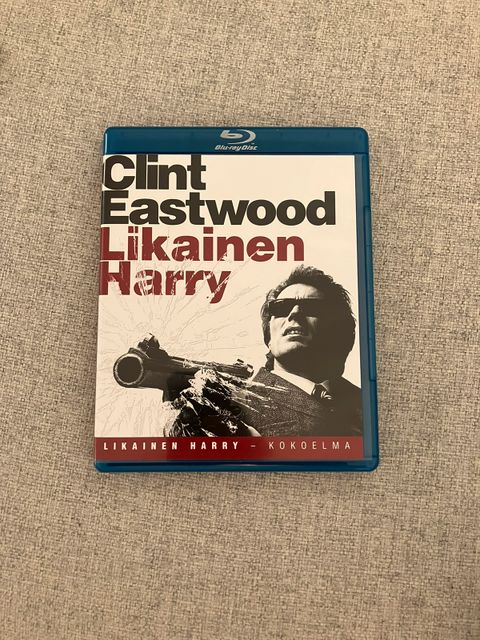 Blu-ray Disc
Clint
Eastwood
Likainen
Harry
LIKAINEN HARRY – KOKOELMA